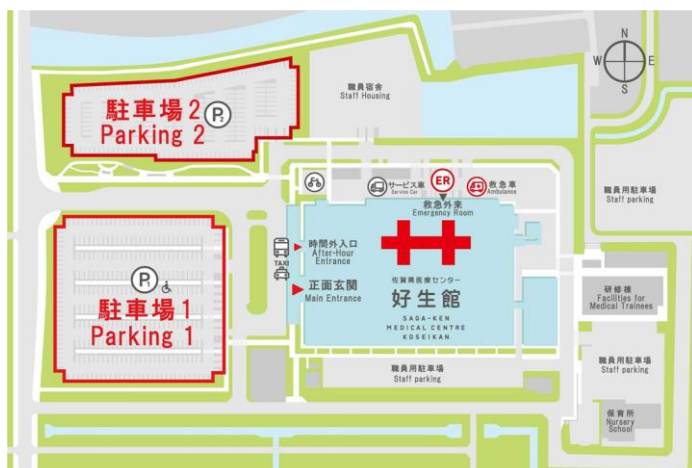 N
W
E
S
職員宿舎
Staff Housing
駐車場2
Parking 2
P2
サービス車
Service Car
ER
救急車
Ambulance
救急外来
Emergency Room
職員用駐車場
Staff parking
時間外入口
After-Hour
Entrance
TAXI
正面玄関
Main Entrance
佐賀県医療センター
好生館
SAGA-KEN
MEDICAL CENTRE
KOSEIKAN
P1
駐車場1
Parking 1
研修棟
Facilities for
Medical Trainees
職員用駐車場
Staff parking
職員用駐車場
Staff parking
保育所
Nursery
School